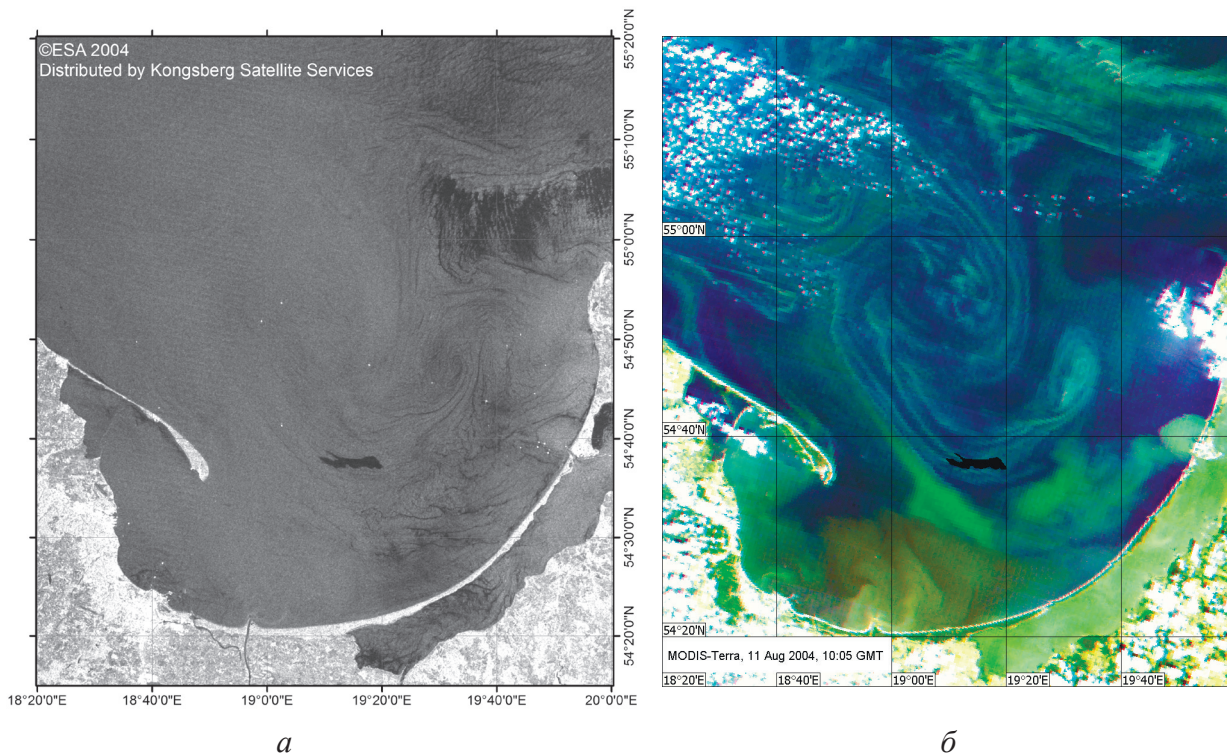 ©ESA 2004
Distributed by Kongsberg Satellite Services
55°20'0"N
55°10'0"N
55°0'0"N
54°50'0"N
54°40'0"N
54°30'0"N
54°20'0"N
18°20'0"E
18°40'0"E
19°0'0"E
19°20'0"E
19°40'0"E
20°0'0"E
а
55°00'N
54°40'N
54°20'N
MODIS-Terra, 11 Aug 2004, 10:05 GMT
18°20'E
18°40'E
19°00'E
19°20'E
19°40'E
б